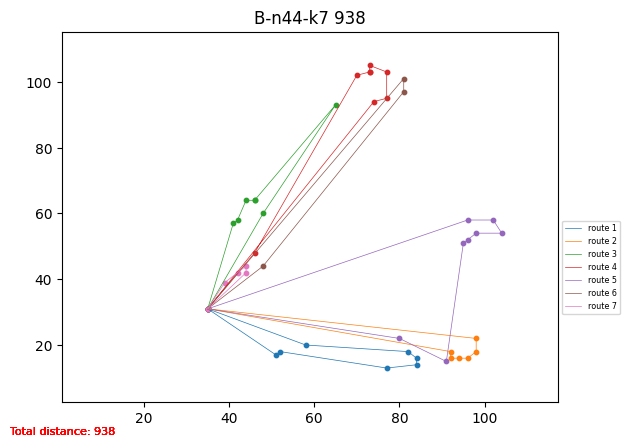 B-n44-k7 938
100
80
60
40
20
20 40 60 80 100
route 1
route 2
route 3
route 4
route 5
route 6
route 7
Total distance: 938